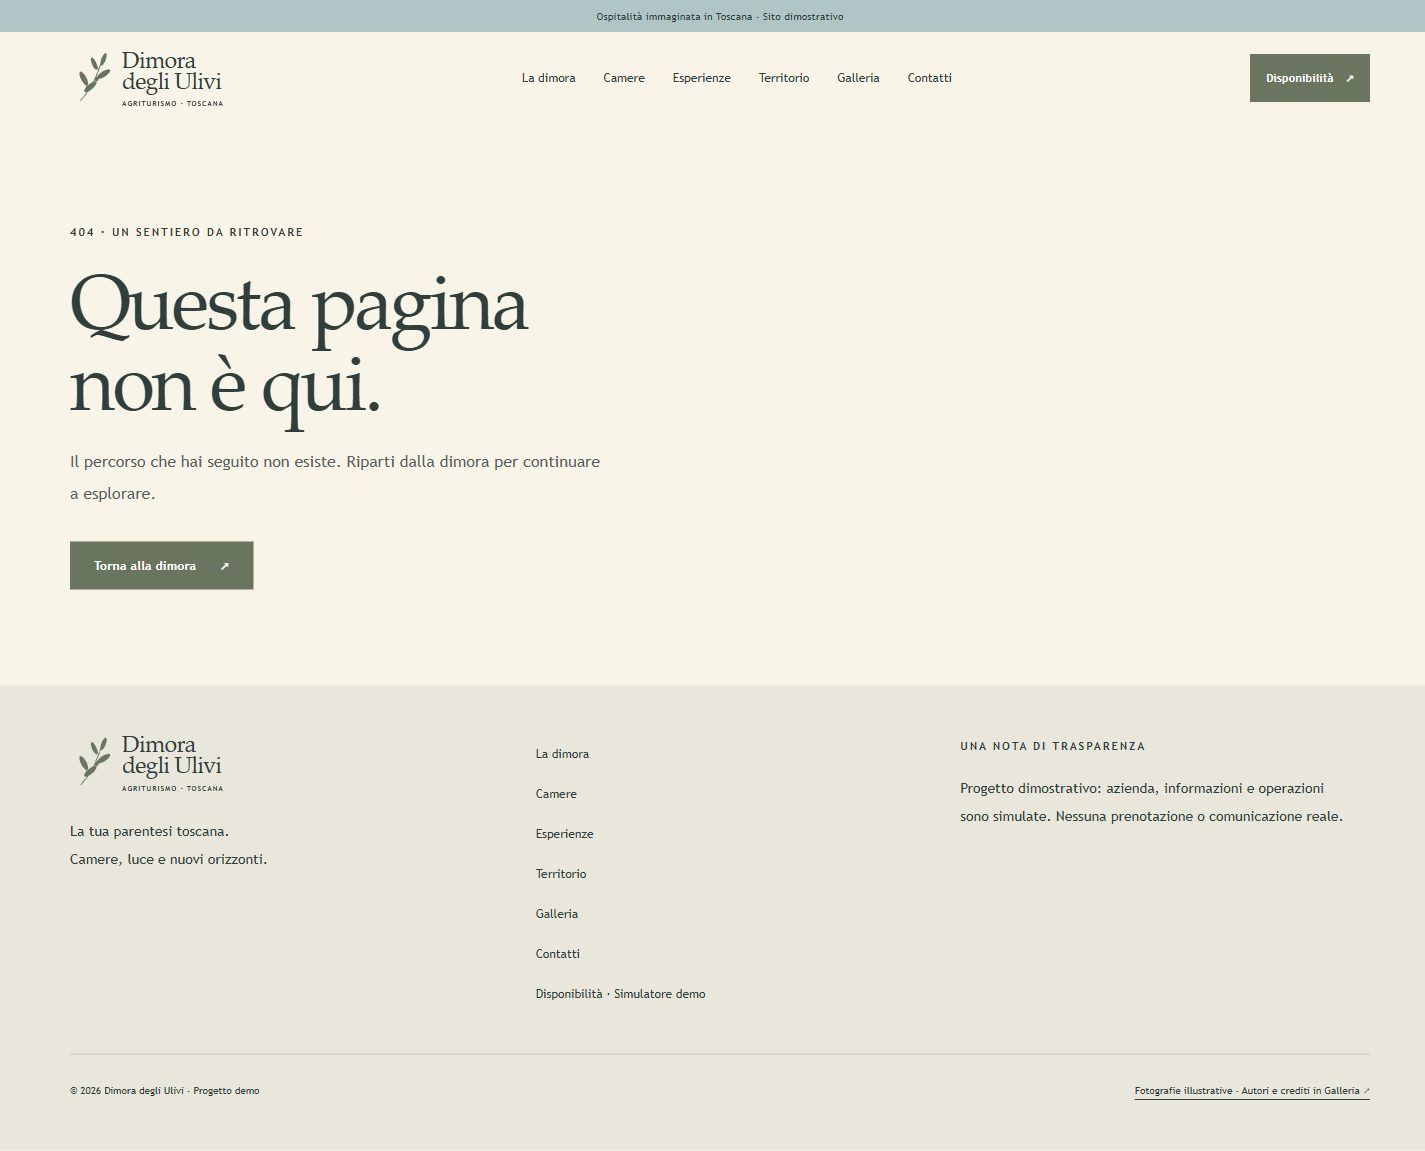 Ospitalità immaginata in Toscana · Sito dimostrativo
Dimora
degli Ulivi
AGRITURISMO · TOSCANA
La dimora
Camere
Esperienze
Territorio
Galleria
Contatti
Disponibilità ↗
404 · UN SENTIERO DA RITROVARE
Questa pagina
non è qui.
Il percorso che hai seguito non esiste. Riparti dalla dimora per continuare
a esplorare.
Torna alla dimora ↗
Dimora
degli Ulivi
AGRITURISMO · TOSCANA
La tua parentesi toscana.
Camere, luce e nuovi orizzonti.
La dimora
Camere
Esperienze
Territorio
Galleria
Contatti
Disponibilità · Simulatore demo
UNA NOTA DI TRASPARENZA
Progetto dimostrativo: azienda, informazioni e operazioni
sono simulate. Nessuna prenotazione o comunicazione reale.
© 2026 Dimora degli Ulivi · Progetto demo
Fotografie illustrative · Autori e crediti in Galleria ↗